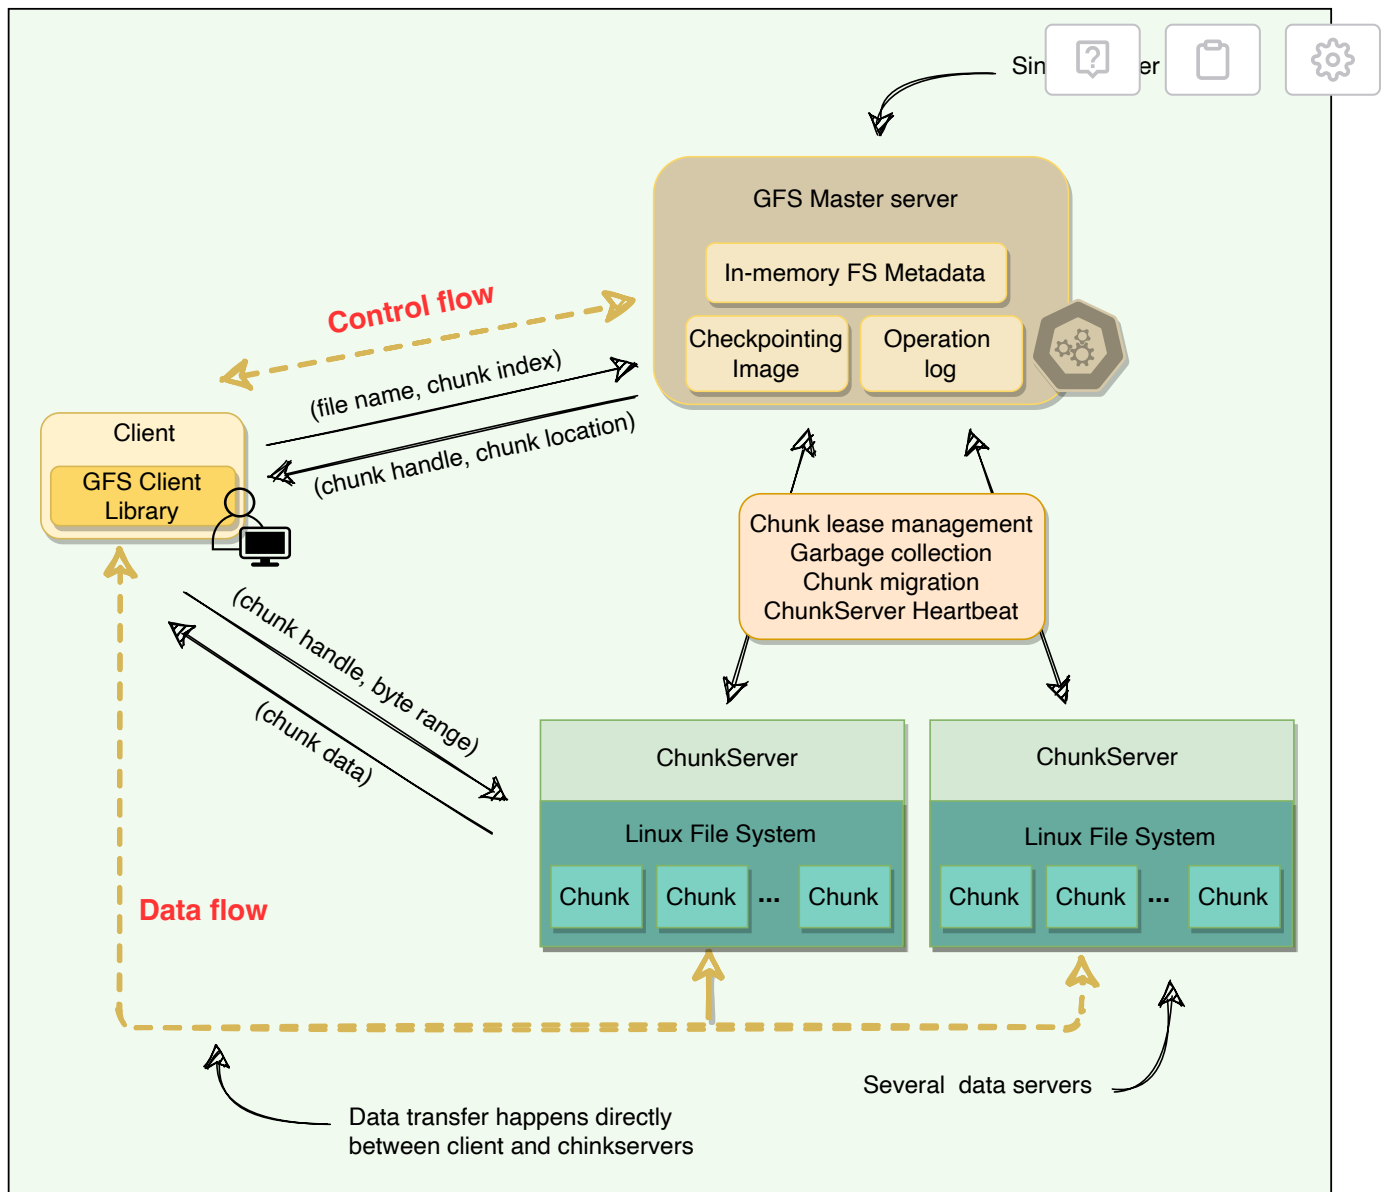 GFS Master server
In-memory FS Metadata
Checkpointing
Image
Operation
log
Control flow
(file name, chunk index)
(chunk handle, chunk location)
Client
GFS Client
Library
Chunk lease management
Garbage collection
Chunk migration
ChunkServer Heartbeat
(chunk handle, byte range)
(chunk data)
ChunkServer
Linux File System
Chunk Chunk ... Chunk
ChunkServer
Linux File System
Chunk Chunk ... Chunk
Data flow
Several data servers
Data transfer happens directly
between client and chinkservers